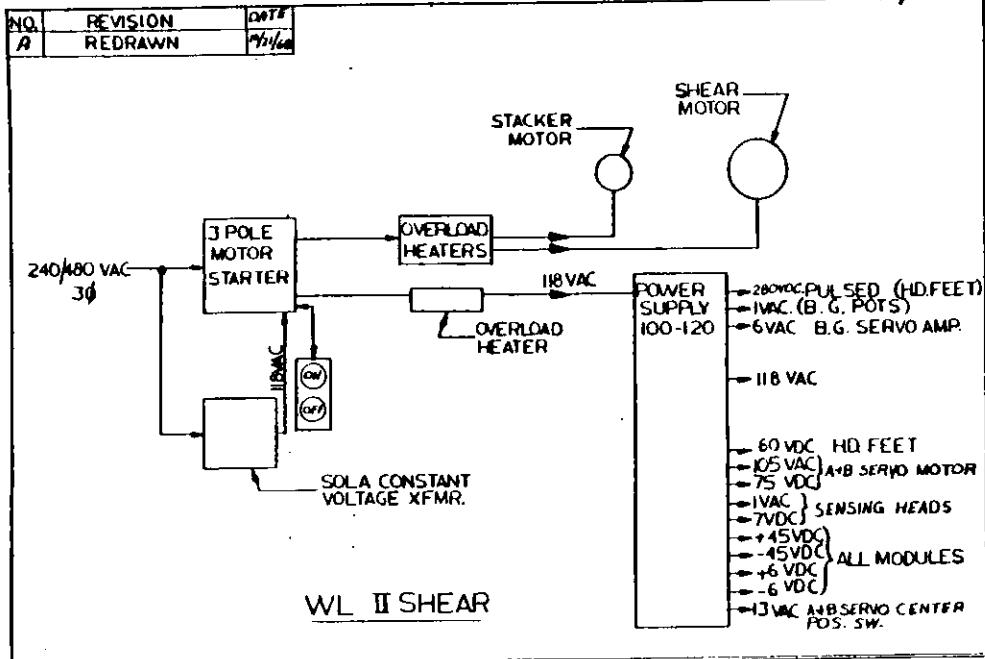 NO. REVISION DATE
A REDRAWN
SHEAR
MOTOR
STACKER
MOTOR
3 POLE
MOTOR
STARTER
OVERLOAD
HEATERS
240/480 VAC
3ϕ
118 VAC
OVERLOAD
HEATER
118VAC
ON
OFF
SOLA CONSTANT
VOLTAGE XFMR.
POWER
SUPPLY
100-120
280VDC. PULSED (HD.FEET)
1VAC. (B.G. POTS)
6VAC B.G. SERVO AMP.
118 VAC
60 VDC HD. FEET
105 VAC
75 VDC
A+B SERVO MOTOR
1VAC
7VDC
SENSING HEADS
+45VDC
-45VDC
+6 VDC
-6 VDC
ALL MODULES
13 VAC A+B SERVO CENTER
POS. SW.
WL II SHEAR